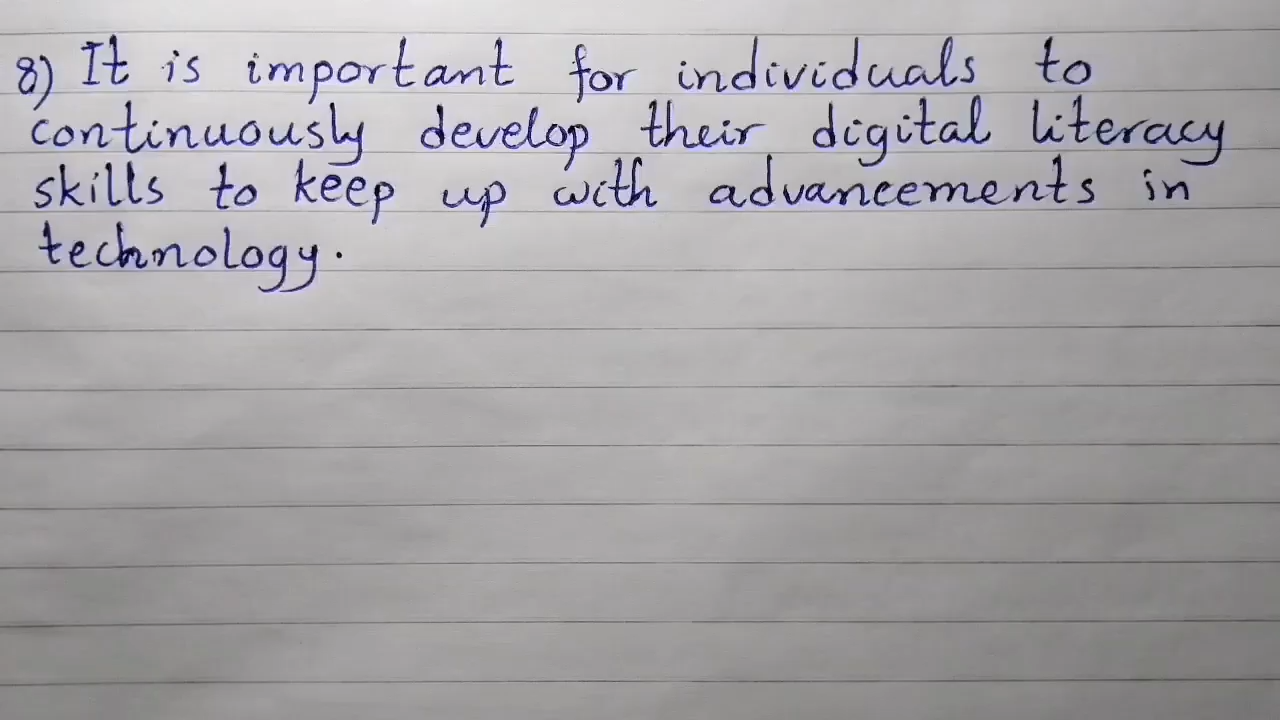 8) It is important for individuals to
continuously develop their digital literacy
skills to keep up with advancements in
technology.